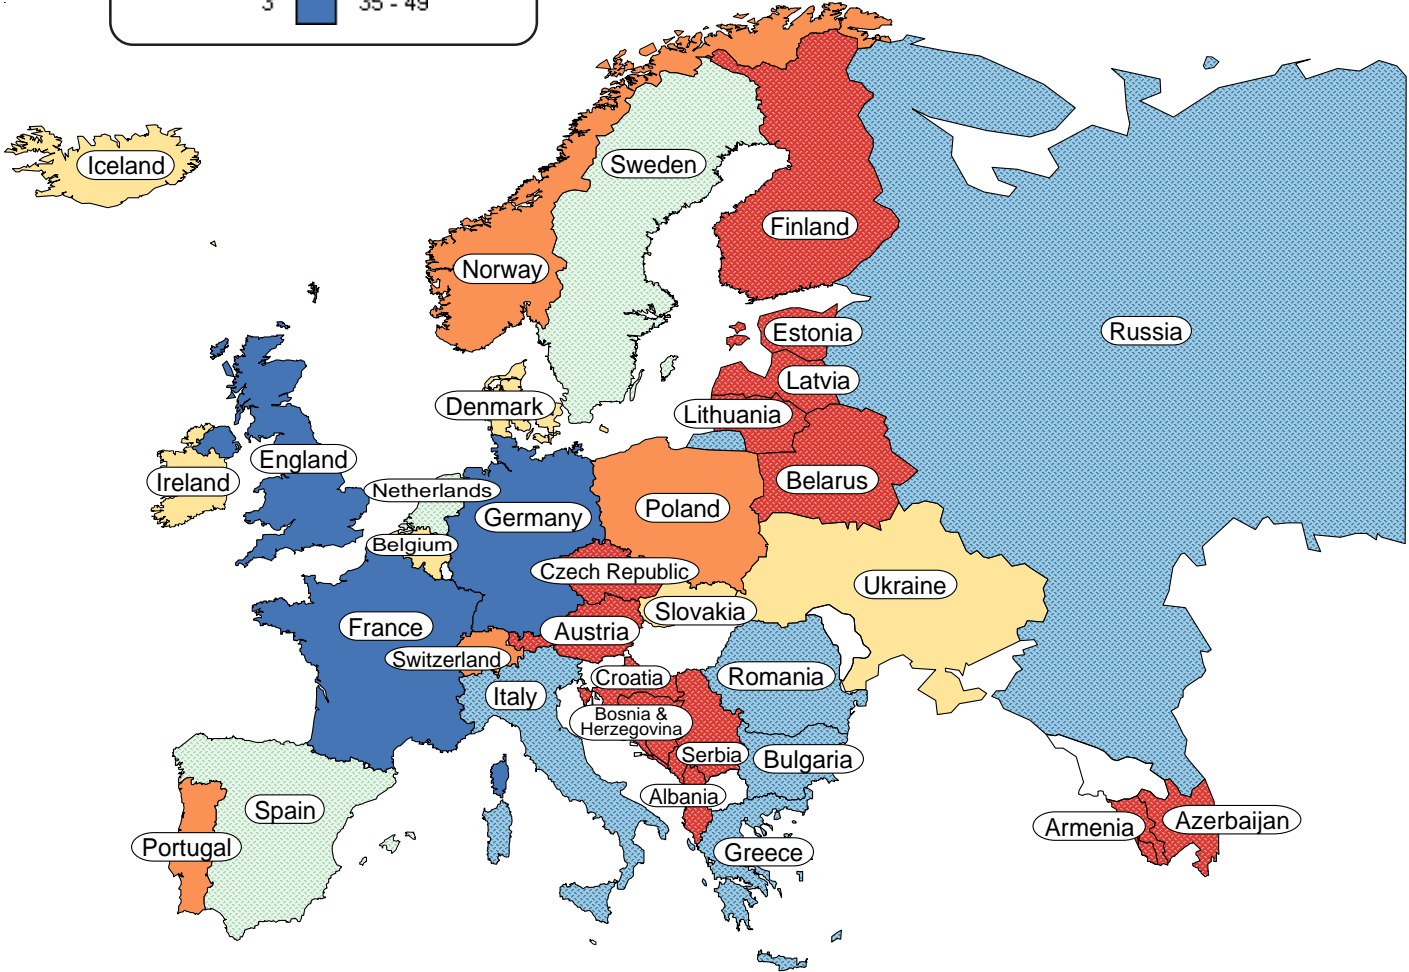 3 35 - 49
Iceland
Sweden
Finland
Norway
Estonia
Russia
Latvia
Denmark
Lithuania
England
Ireland
Netherlands
Belarus
Poland
Germany
Belgium
Czech Republic
Ukraine
Slovakia
France
Austria
Switzerland
Croatia
Romania
Italy
Bosnia &
Herzegovina
Serbia
Bulgaria
Albania
Spain
Armenia
Azerbaijan
Portugal
Greece